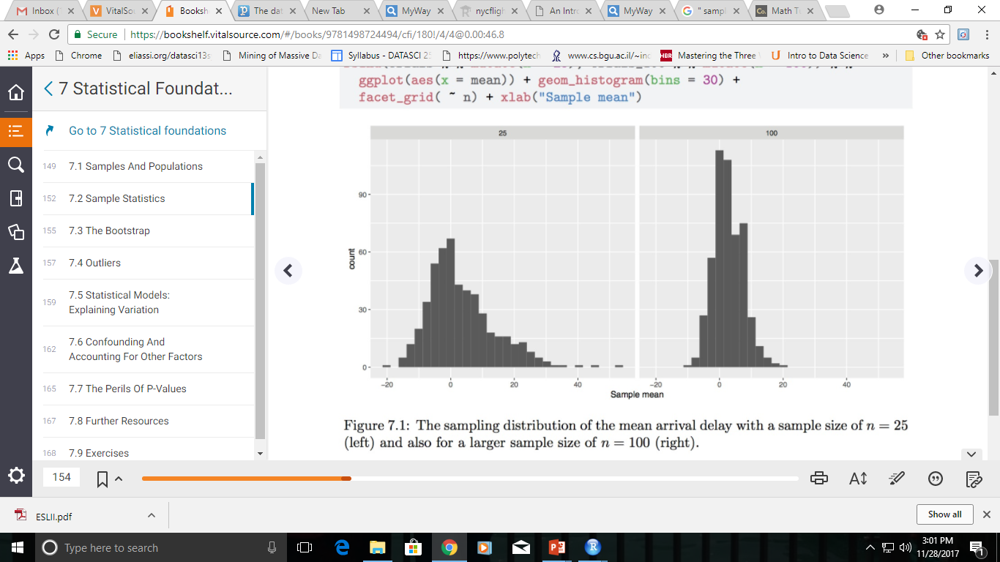 Inbox (
VitalSou
Booksh
The dat
New Tab
MyWay
nycfligh
An Intro
MyWay
" sampl
Co. Math T
Secure https://bookshelf.vitalsource.com/#/books/9781498724494/cfi/180!/4/4@0.00:46.8
Apps Chrome eliassi.org/datasci13s Mining of Massive Da Syllabus - DATASCI 25 https://www.polytech www.cs.bgu.ac.il/~inc HBR Mastering the Three Intro to Data Science » Other bookmarks
7 Statistical Foundat...
Go to 7 Statistical foundations
149 7.1 Samples And Populations
152 7.2 Sample Statistics
155 7.3 The Bootstrap
157 7.4 Outliers
159 7.5 Statistical Models:
Explaining Variation
162 7.6 Confounding And
Accounting For Other Factors
165 7.7 The Perils Of P-Values
167 7.8 Further Resources
168 7.9 Exercises
ggplot(aes(x = mean)) + geom_histogram(bins = 30) +
facet_grid( ~ n) + xlab("Sample mean")
25 100
count
90
60
30
0
-20 0 20 40 -20 0 20 40
Sample mean
Figure 7.1: The sampling distribution of the mean arrival delay with a sample size of n = 25
(left) and also for a larger sample size of n = 100 (right).
154
ESLII.pdf
Show all
Type here to search
3:01 PM
11/28/2017
1